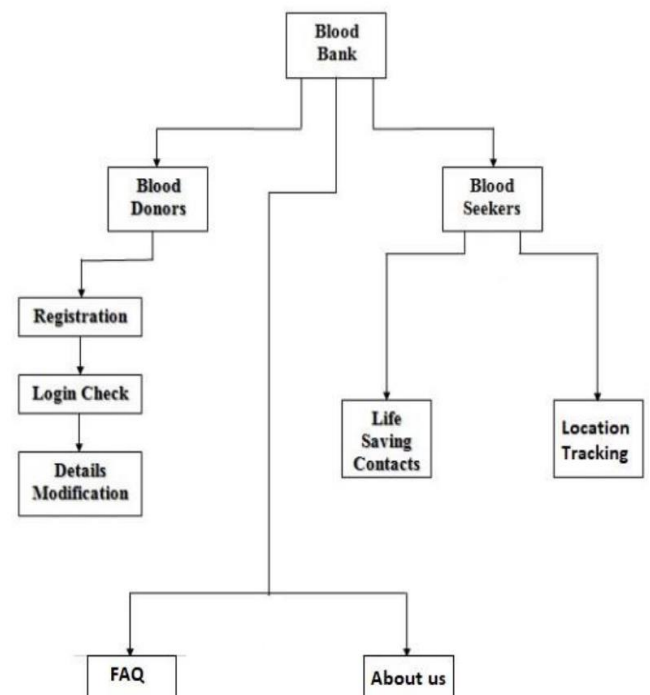 Blood
Bank
Blood
Donors
Blood
Seekers
Registration
Login Check
Details
Modification
Life
Saving
Contacts
Location
Tracking
FAQ
About us